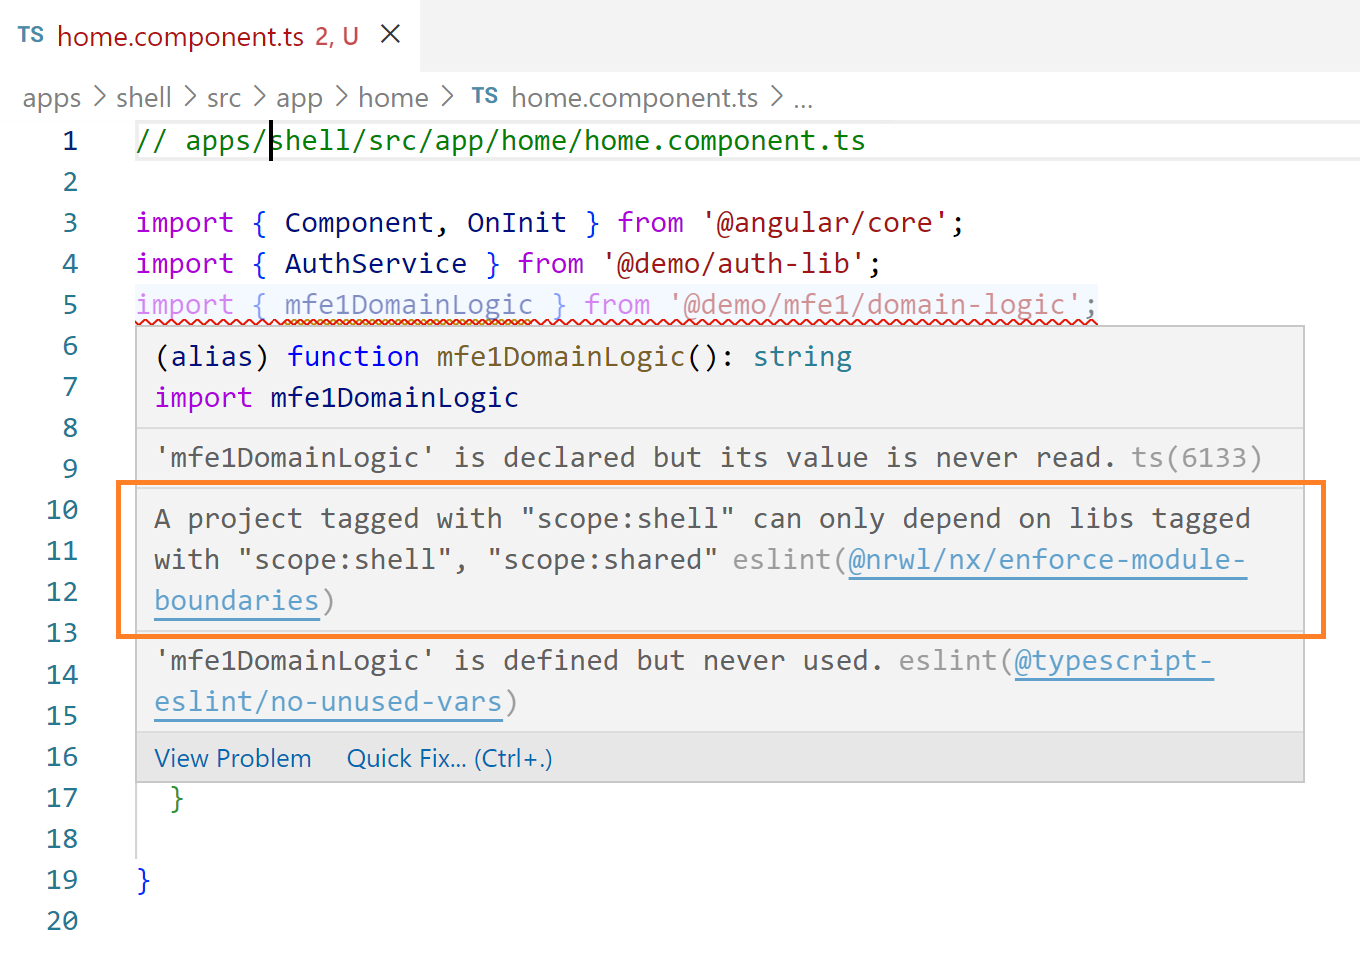 TS home.component.ts 2, U
apps > shell > src > app > home > TS home.component.ts > ...
1 // apps/shell/src/app/home/home.component.ts
2
3 import { Component, OnInit } from '@angular/core';
4 import { AuthService } from '@demo/auth-lib';
5 import { mfe1DomainLogic } from '@demo/mfe1/domain-logic';
6
(alias) function mfe1DomainLogic(): string
7
import mfe1DomainLogic
8
9
'mfe1DomainLogic' is declared but its value is never read. ts(6133)
10
A project tagged with "scope:shell" can only depend on libs tagged
11
with "scope:shell", "scope:shared" eslint(@nrwl/nx/enforce-module-
12
boundaries)
13
14
'mfe1DomainLogic' is defined but never used. eslint(@typescript-
15
eslint/no-unused-vars)
16
View Problem Quick Fix... (Ctrl+.)
17 }
18
19 }
20